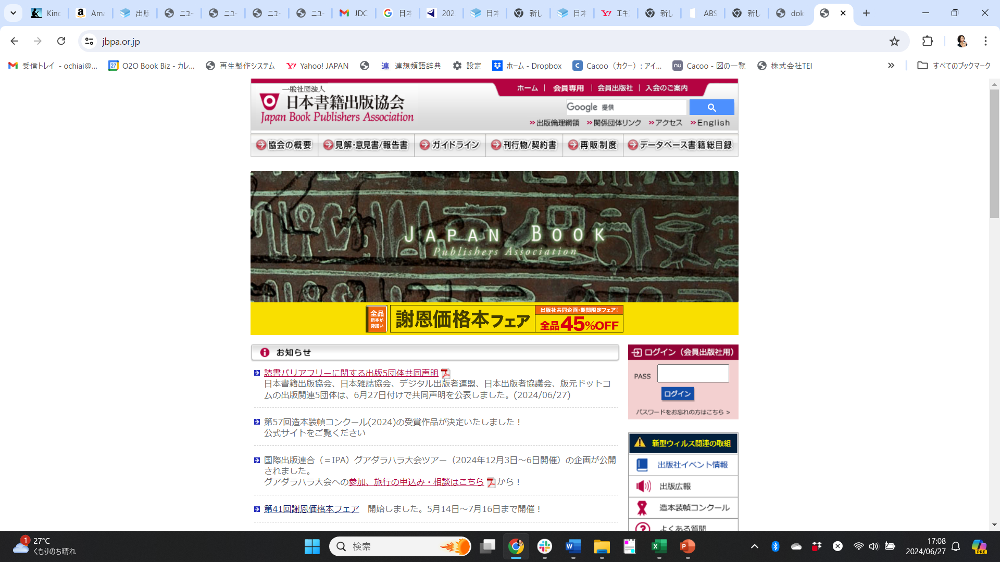 Kinc
Ama
出版
ニュー
ニュー
ニュー
ニュー
JDC
日本
202
日本
新し
日本
エキ
新し
ABS
新し
dok
jbpa.or.jp
受信トレイ - ochiai@...
O2O Book Biz - カレ...
再生製作システム
Yahoo! JAPAN
連 連想類語辞典
設定
ホーム - Dropbox
Cacoo（カクー）: アイ...
Cacoo - 図の一覧
株式会社TEI
すべてのブックマーク
一般社団法人
日本書籍出版協会
Japan Book Publishers Association
ホーム | 会員専用 | 会員出版社 | 入会のご案内
Google 提供
出版倫理綱領 関係団体リンク アクセス English
協会の概要 見解・意見書/報告書 ガイドライン 刊行物/契約書 再販制度 データベース書籍総目録
JAPAN BOOK
Publishers Association
全品
新本が
勢揃い
謝恩価格本フェア
出版社共同企画・期間限定フェア!
全品45%OFF
お知らせ
読書バリアフリーに関する出版5団体共同声明
日本書籍出版協会、日本雑誌協会、デジタル出版者連盟、日本出版者協議会、版元ドットコ
ムの出版関連5団体は、6月27日付けで共同声明を公表しました。(2024/06/27)
第57回造本装幀コンクール(2024)の受賞作品が決定いたしました！
公式サイトをご覧ください
国際出版連合（＝IPA）グアダラハラ大会ツアー（2024年12月3日～6日開催）の企画が公開
されました。
グアダラハラ大会への参加、旅行の申込み・相談はこちら から！
第41回謝恩価格本フェア　開始しました。5月14日～7月16日まで開催！
ログイン（会員出版社用）
PASS
ログイン
パスワードをお忘れの方はこちら >
新型ウィルス関連の取組
出版社イベント情報
出版広報
造本装幀コンクール
よくある質問
1
27°C
くもりのち晴れ
検索
17:08
2024/06/27
PRE